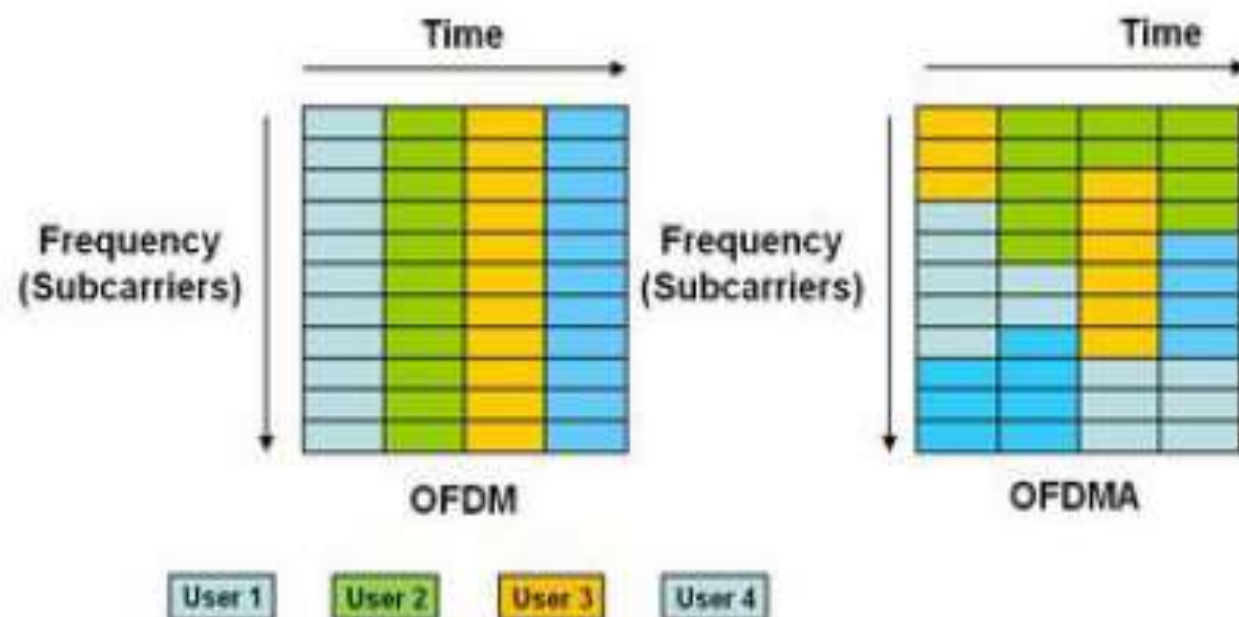 Time
Time
Frequency
(Subcarriers)
Frequency
(Subcarriers)
OFDM
OFDMA
User 1
User 2
User 3
User 4